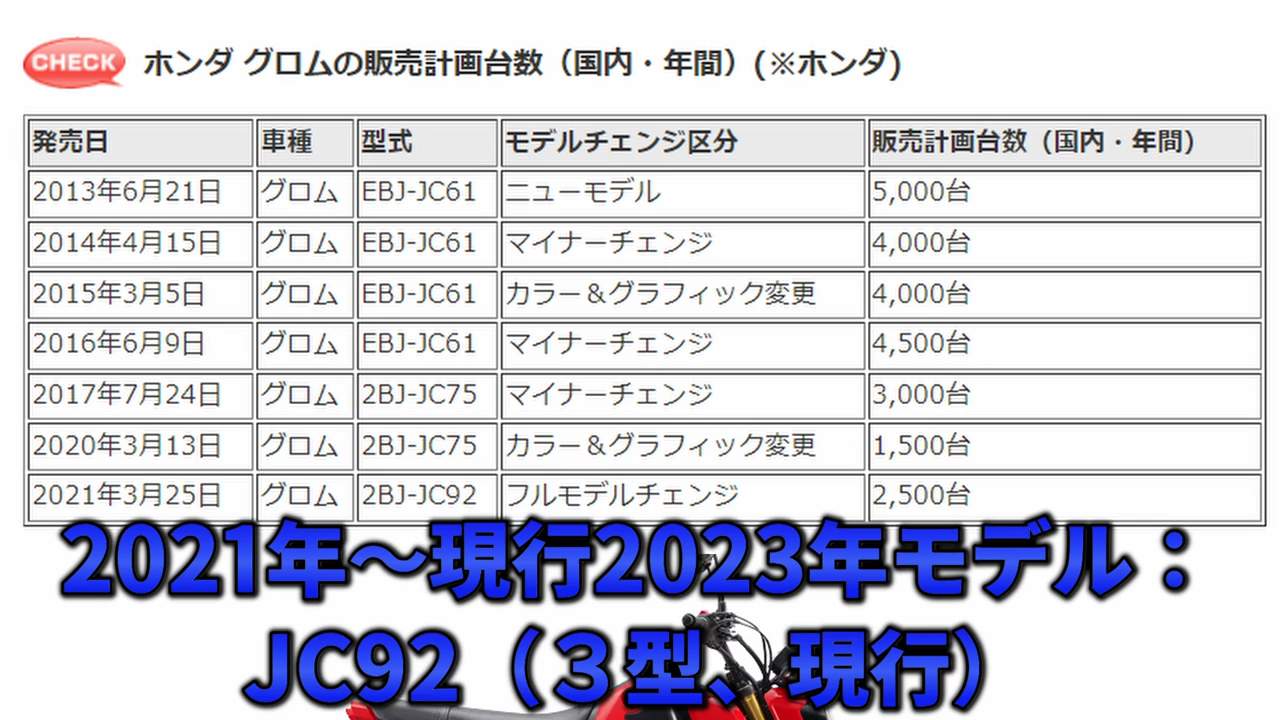 CHECK ホンダ グロムの販売計画台数（国内・年間）(※ホンダ)
発売日 車種 型式 モデルチェンジ区分 販売計画台数（国内・年間）
2013年6月21日 グロム EBJ-JC61 ニューモデル 5,000台
2014年4月15日 グロム EBJ-JC61 マイナーチェンジ 4,000台
2015年3月5日 グロム EBJ-JC61 カラー＆グラフィック変更 4,000台
2016年6月9日 グロム EBJ-JC61 マイナーチェンジ 4,500台
2017年7月24日 グロム 2BJ-JC75 マイナーチェンジ 3,000台
2020年3月13日 グロム 2BJ-JC75 カラー＆グラフィック変更 1,500台
2021年3月25日 グロム 2BJ-JC92 フルモデルチェンジ 2,500台
2021年～現行2023年モデル：
JC92（３型、現行）